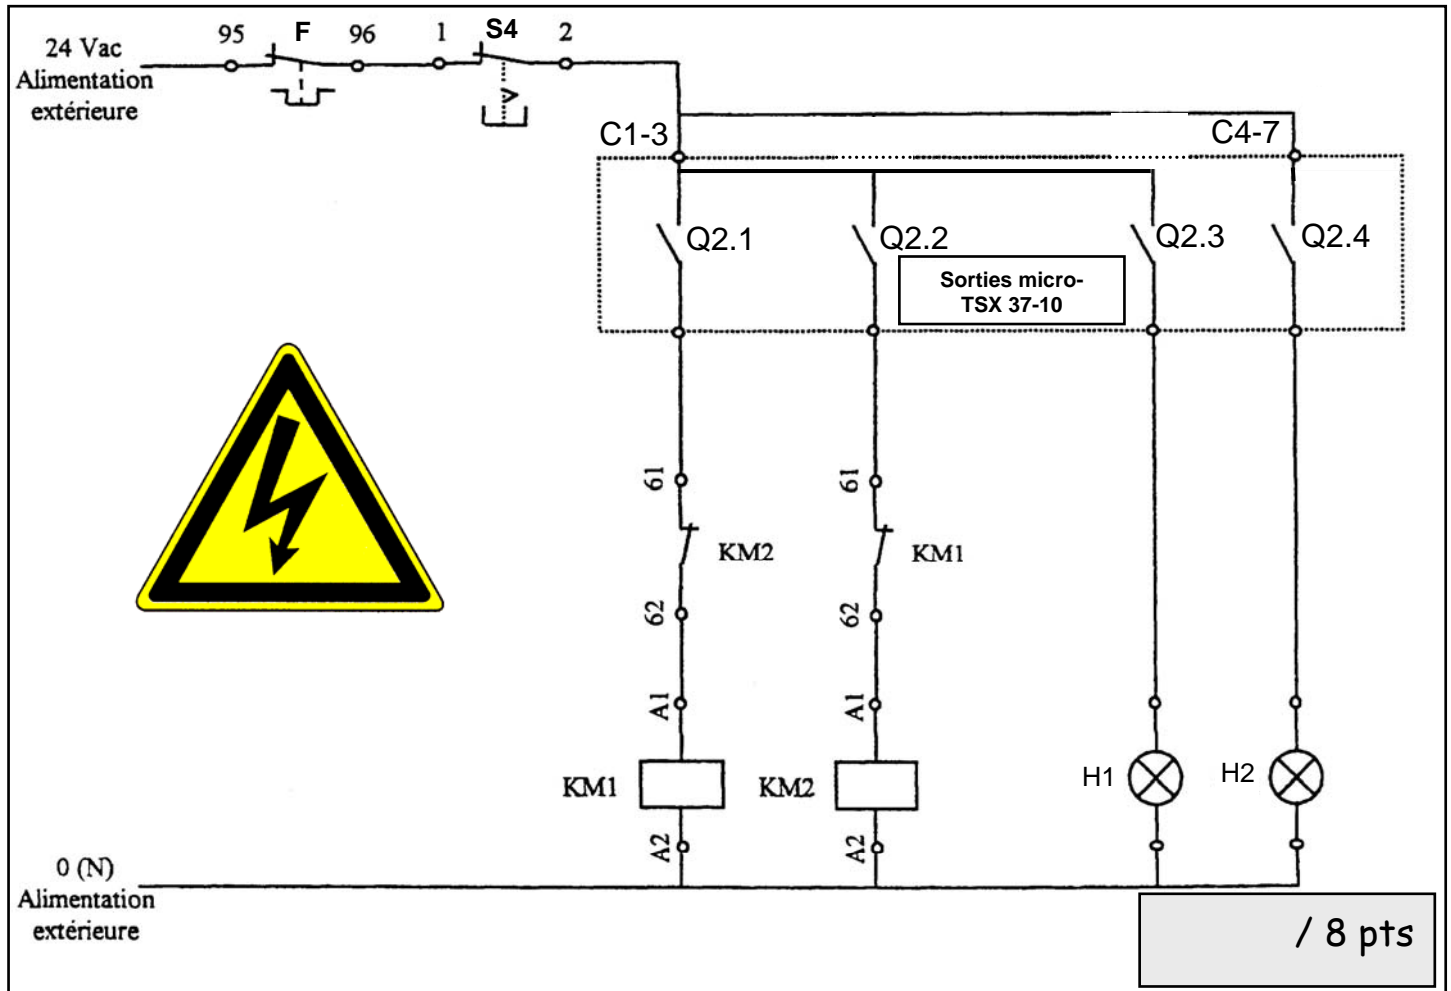 95 F 96 1 S4 2
24 Vac
Alimentation
extérieure
C1-3 C4-7
Q2.1 Q2.2 Q2.3 Q2.4
Sorties micro-
TSX 37-10
61 61
KM2 KM1
62 62
A1 A1
KM1 KM2 H1 H2
A2 A2
0 (N)
Alimentation
extérieure
/ 8 pts